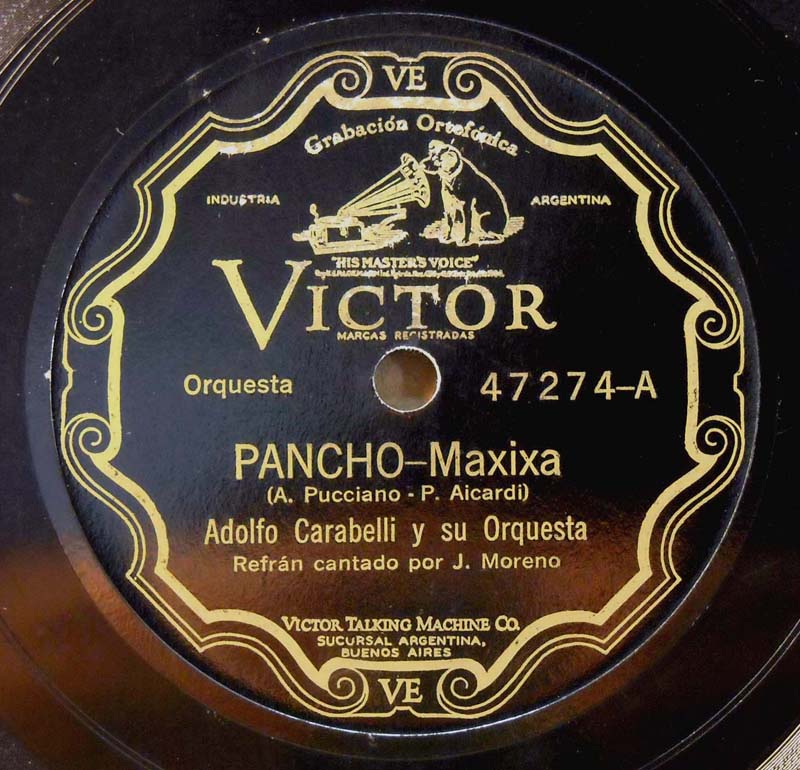 VE
Grabación Ortofónica
INDUSTRIA
ARGENTINA
"HIS MASTER'S VOICE"
VICTOR
MARCAS REGISTRADAS
Orquesta
47274-A
PANCHO-Maxixa
(A. Pucciano - P. Aicardi)
Adolfo Carabelli y su Orquesta
Refrán cantado por J. Moreno
VICTOR TALKING MACHINE CO.
SUCURSAL ARGENTINA,
BUENOS AIRES
VE